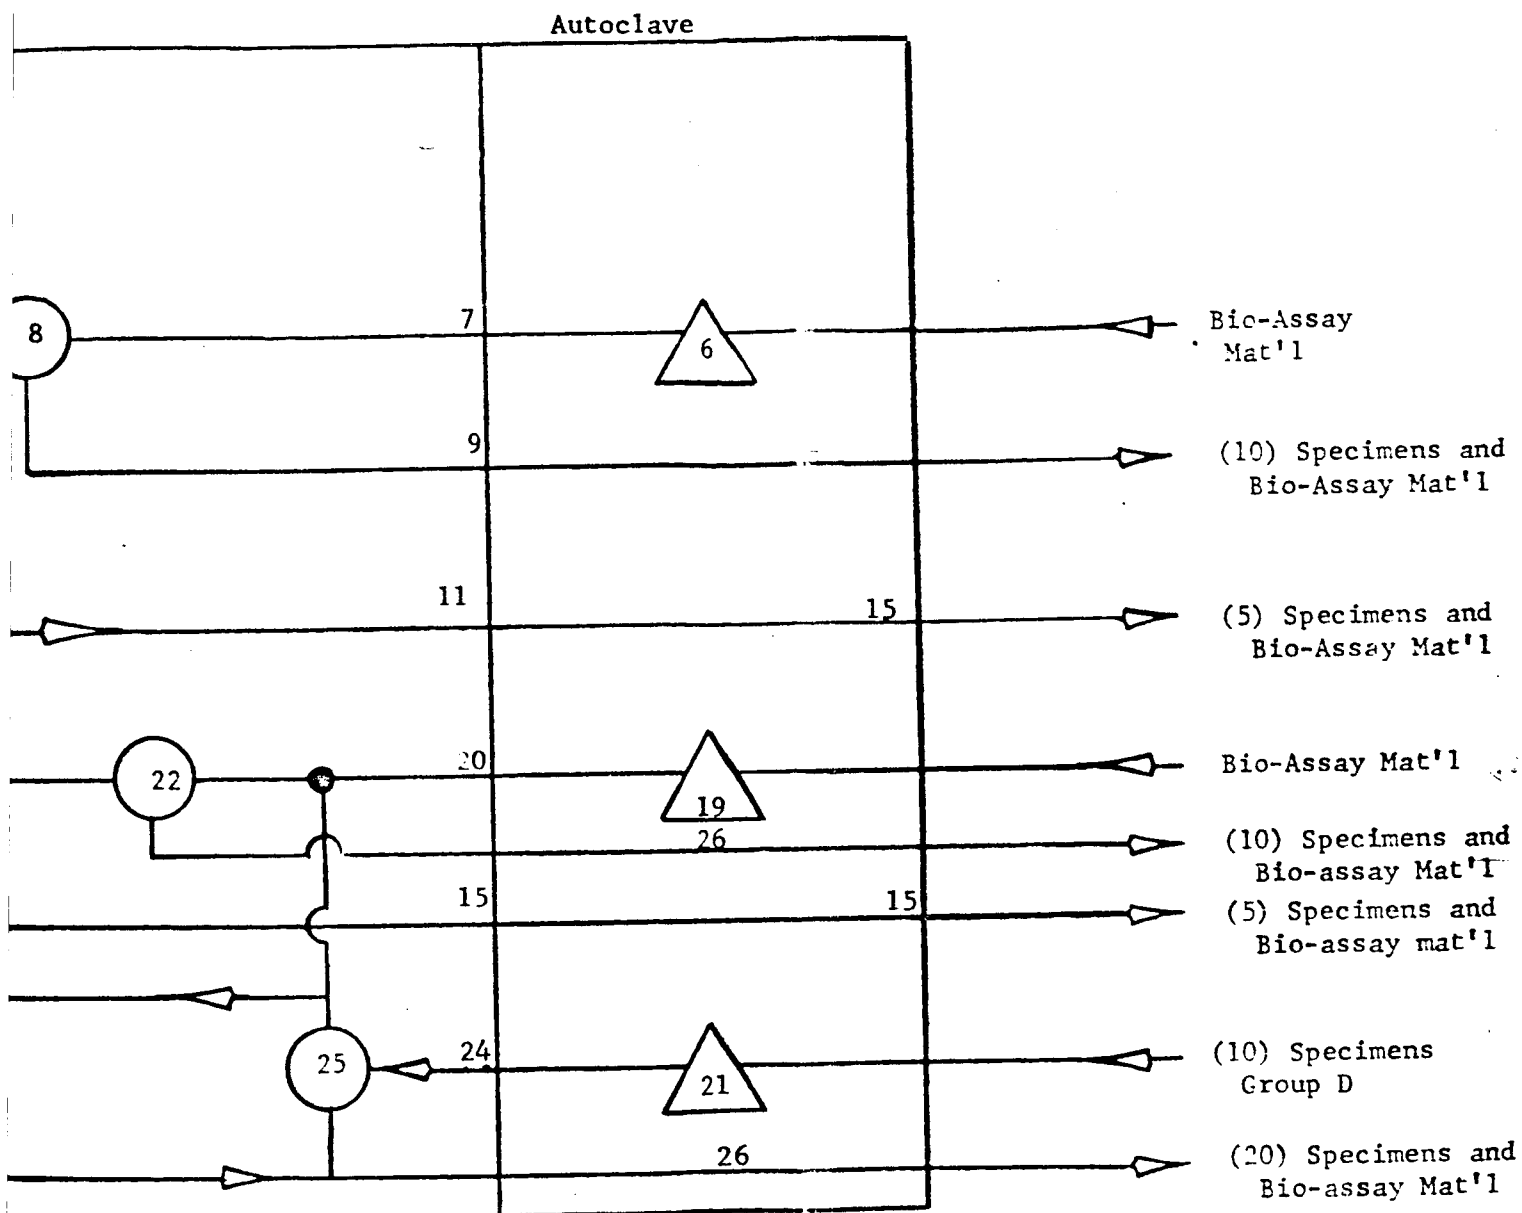 Autoclave
7
Bio-Assay
Mat'l
8
6
9
(10) Specimens and
Bio-Assay Mat'l
11
15
(5) Specimens and
Bio-Assay Mat'l
20
Bio-Assay Mat'l
22
19
26
(10) Specimens and
Bio-assay Mat'l
15
15
(5) Specimens and
Bio-assay mat'l
25
24
21
(10) Specimens
Group D
26
(20) Specimens and
Bio-assay Mat'l